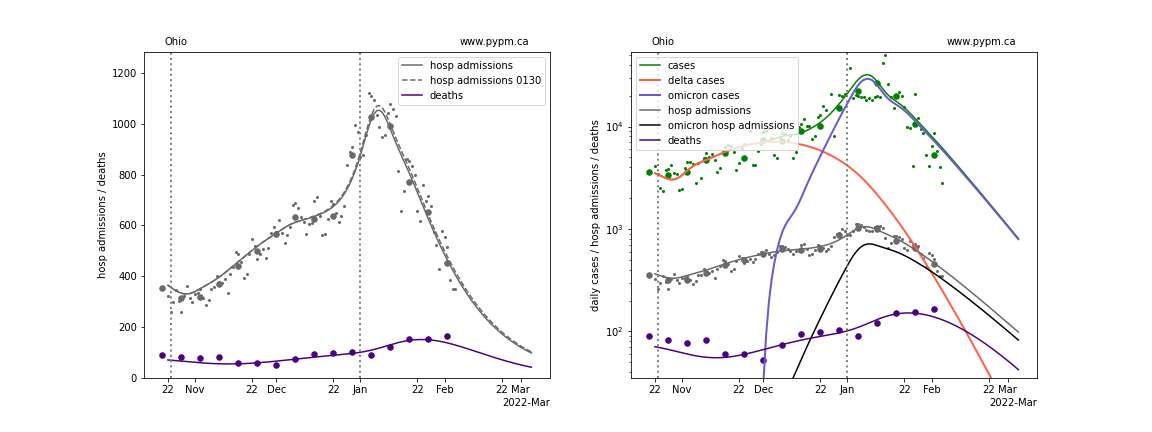 Ohio www.pypm.ca
hosp admissions
hosp admissions 0130
deaths
hosp admissions / deaths
1200
1000
800
600
400
200
0
22 Nov 22 Dec 22 Jan 22 Feb 22 Mar
2022-Mar
Ohio www.pypm.ca
cases
delta cases
omicron cases
hosp admissions
omicron hosp admissions
deaths
daily cases / hosp admissions / deaths
10⁴
10³
10²
22 Nov 22 Dec 22 Jan 22 Feb 22 Mar
2022-Mar